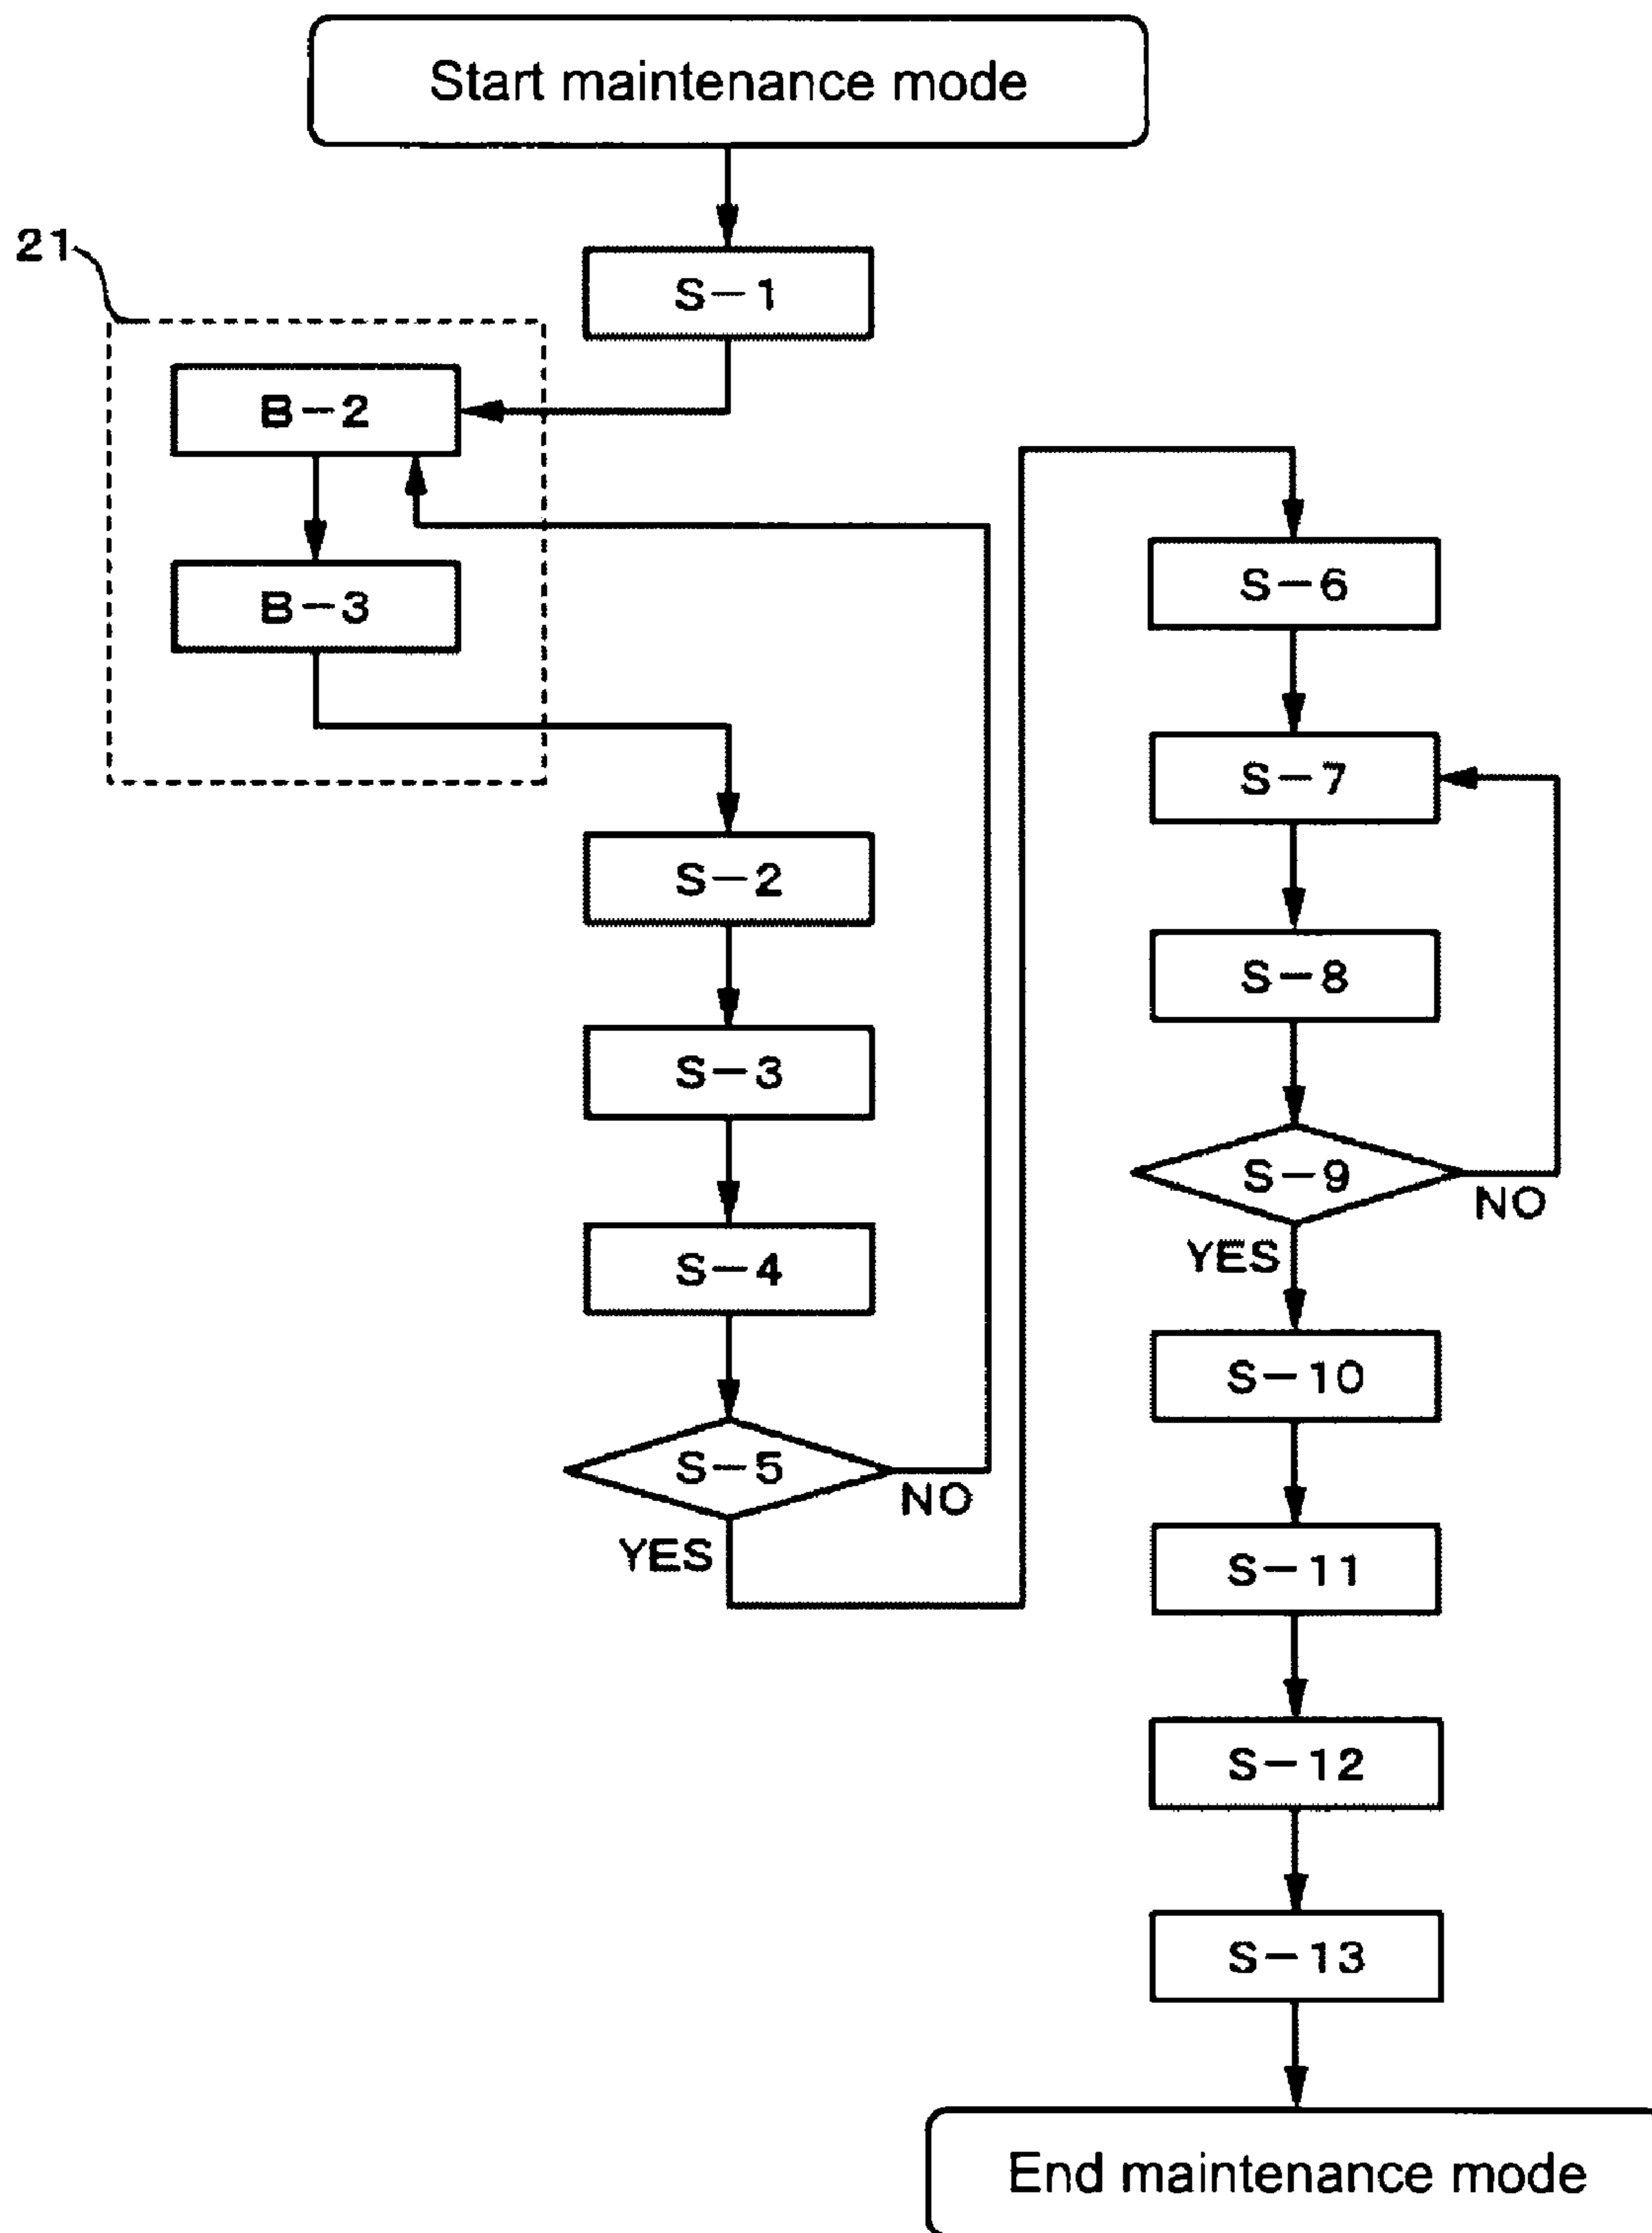 Start maintenance mode
21
S-1
B-2
B-3
S-2
S-3
S-4
S-5
NO
YES
S-6
S-7
S-8
S-9
NO
YES
S-10
S-11
S-12
S-13
End maintenance mode